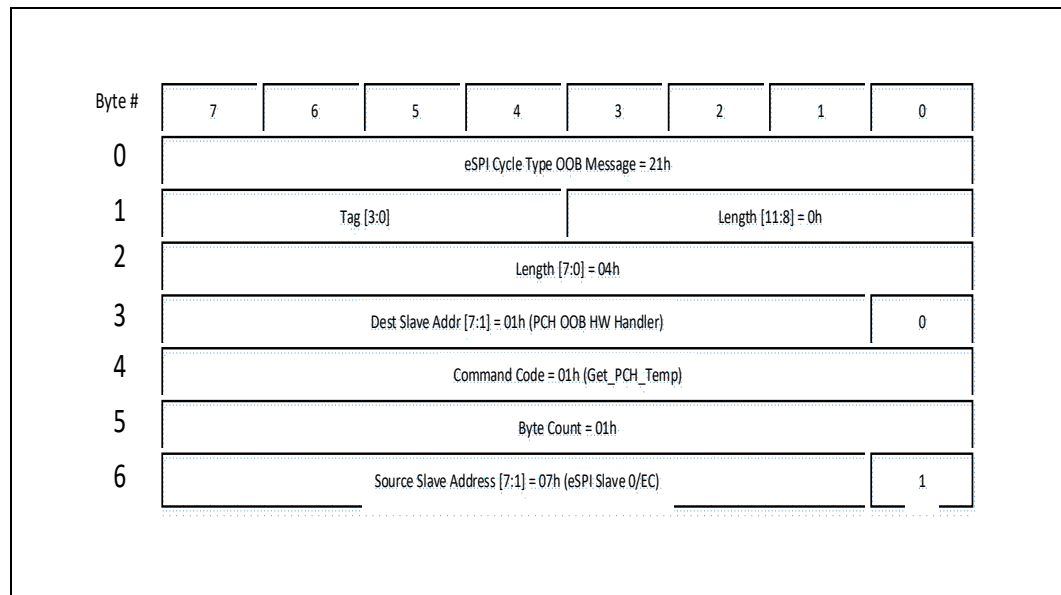 Byte # 7 6 5 4 3 2 1 0
0 eSPI Cycle Type OOB Message = 21h
1 Tag [3:0] Length [11:8] = 0h
2 Length [7:0] = 04h
3 Dest Slave Addr [7:1] = 01h (PCH OOB HW Handler) 0
4 Command Code = 01h (Get_PCH_Temp)
5 Byte Count = 01h
6 Source Slave Address [7:1] = 07h (eSPI Slave 0/EC) 1